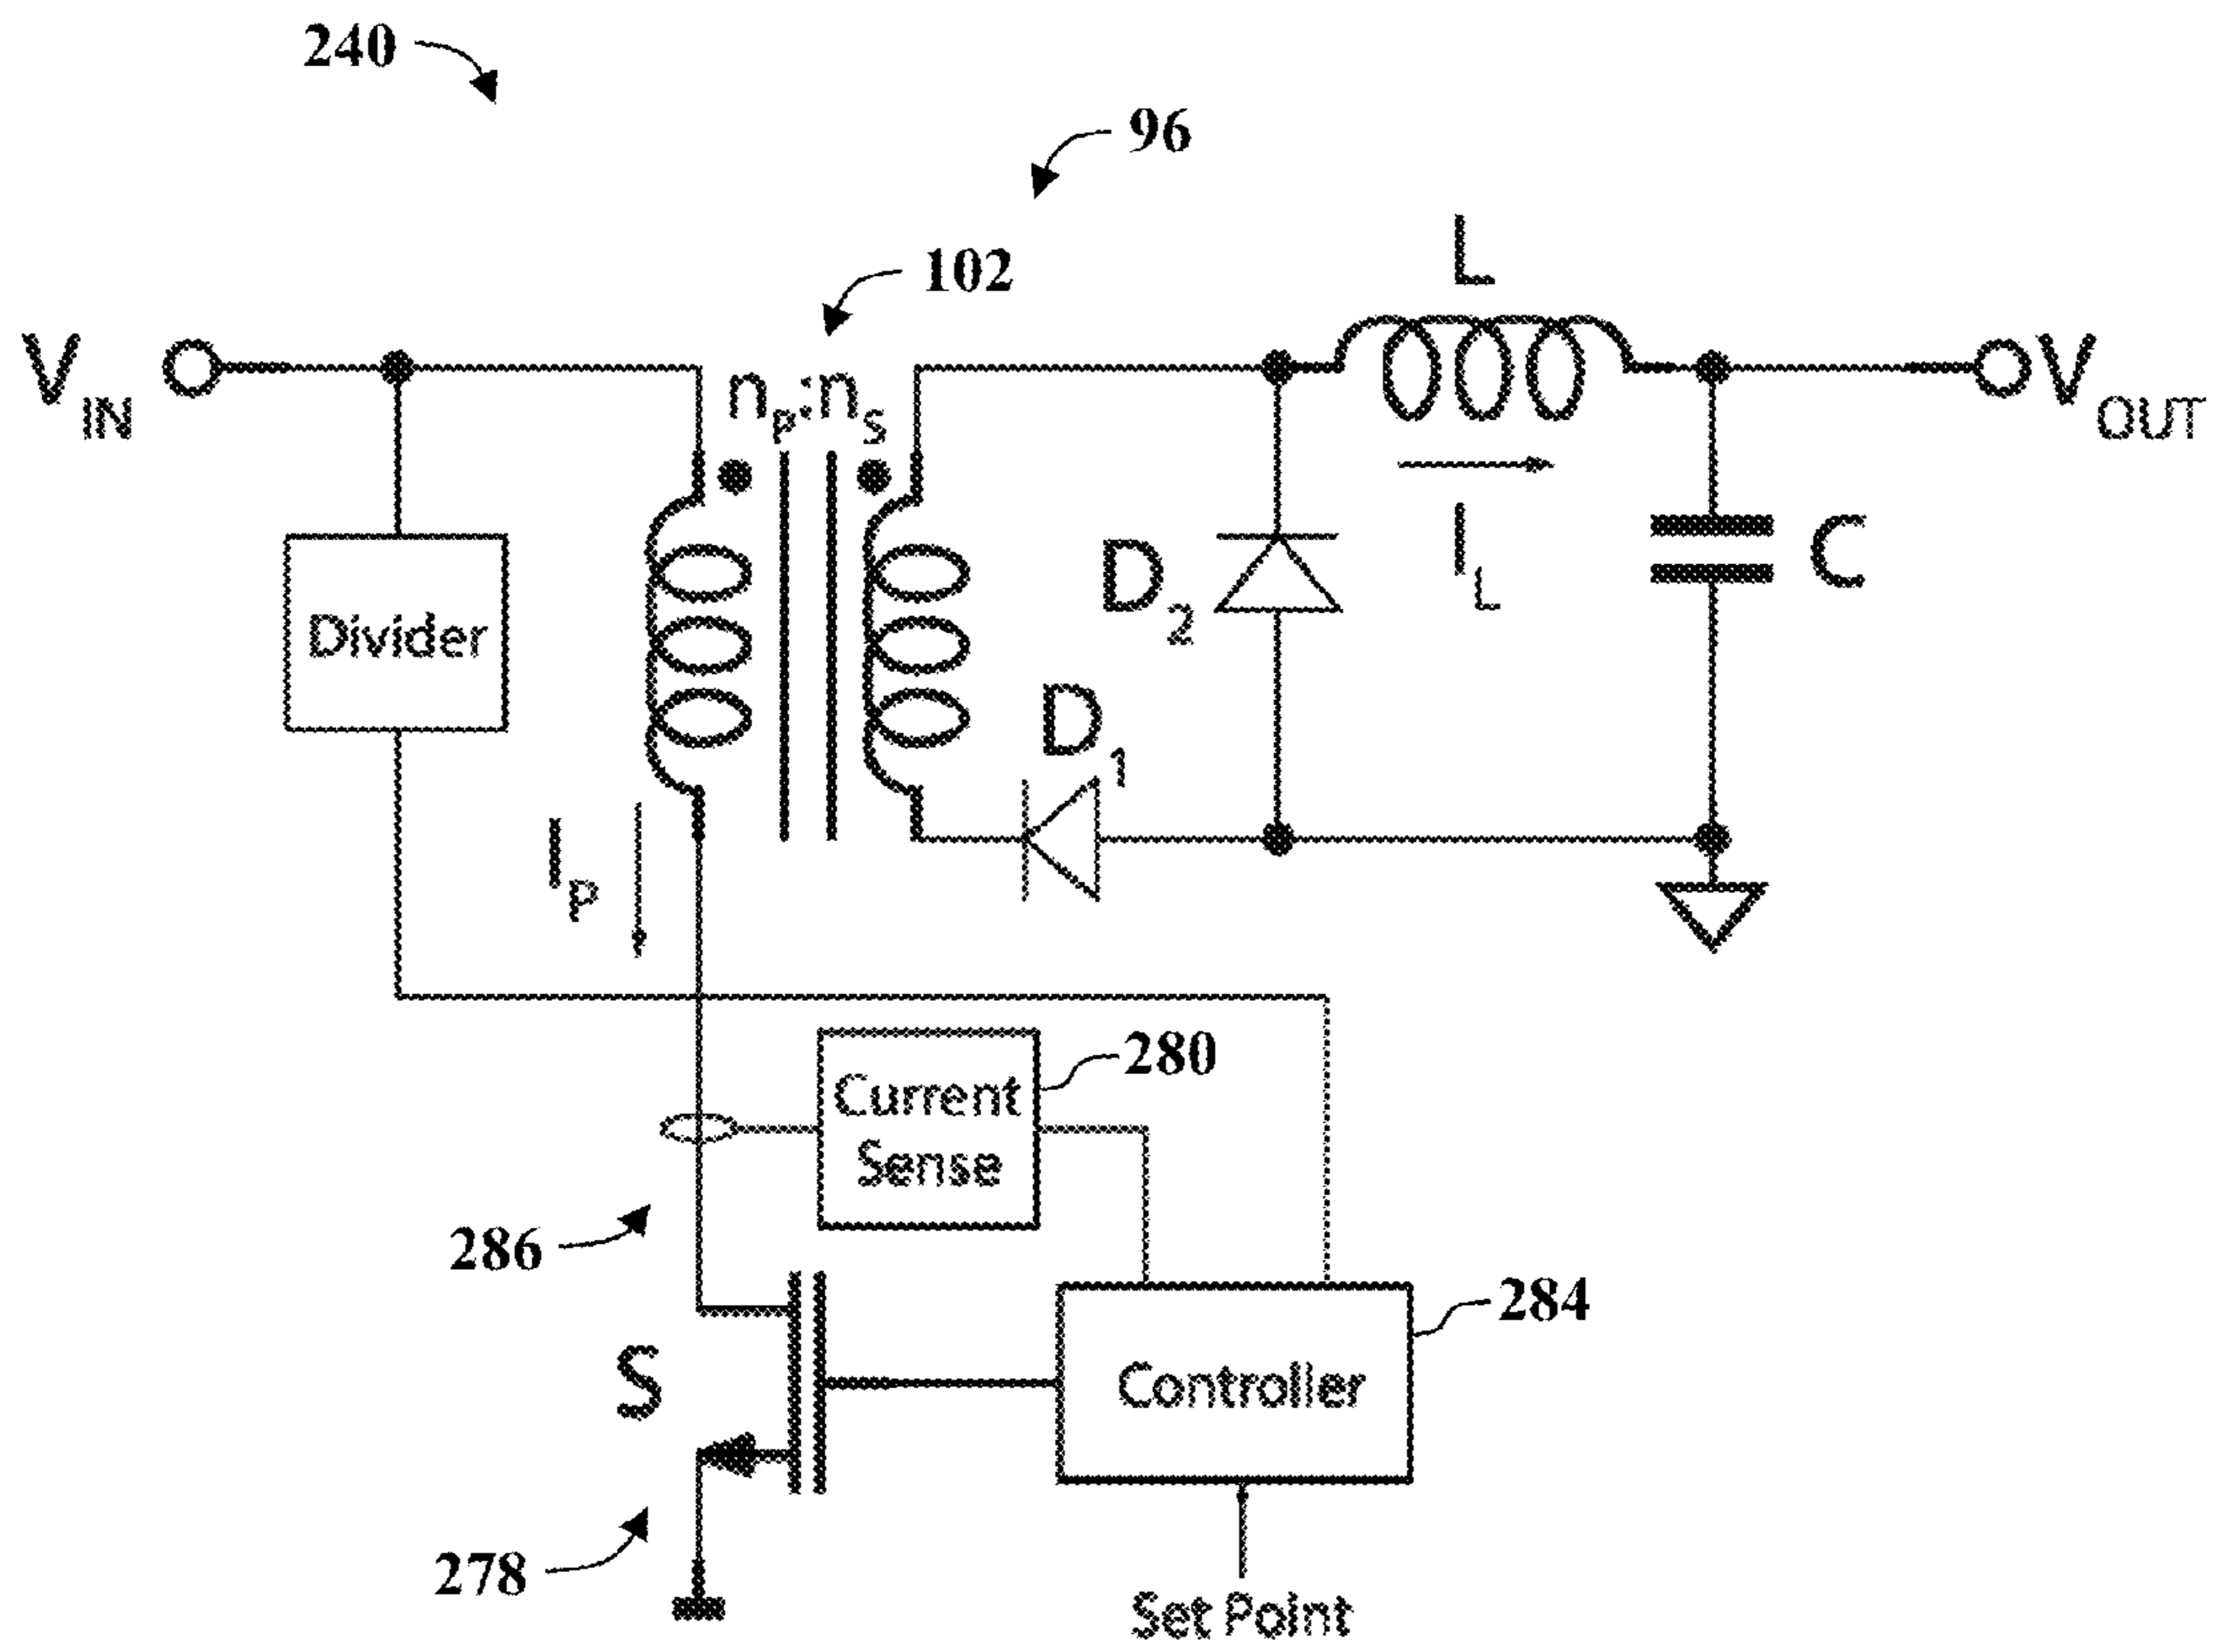 240
96
102
L
V_IN
n_P:n_S
V_OUT
I_L
C
D_2
Divider
D_1
I_P
280
Current
Sense
286
284
S
Controller
278
Set Point